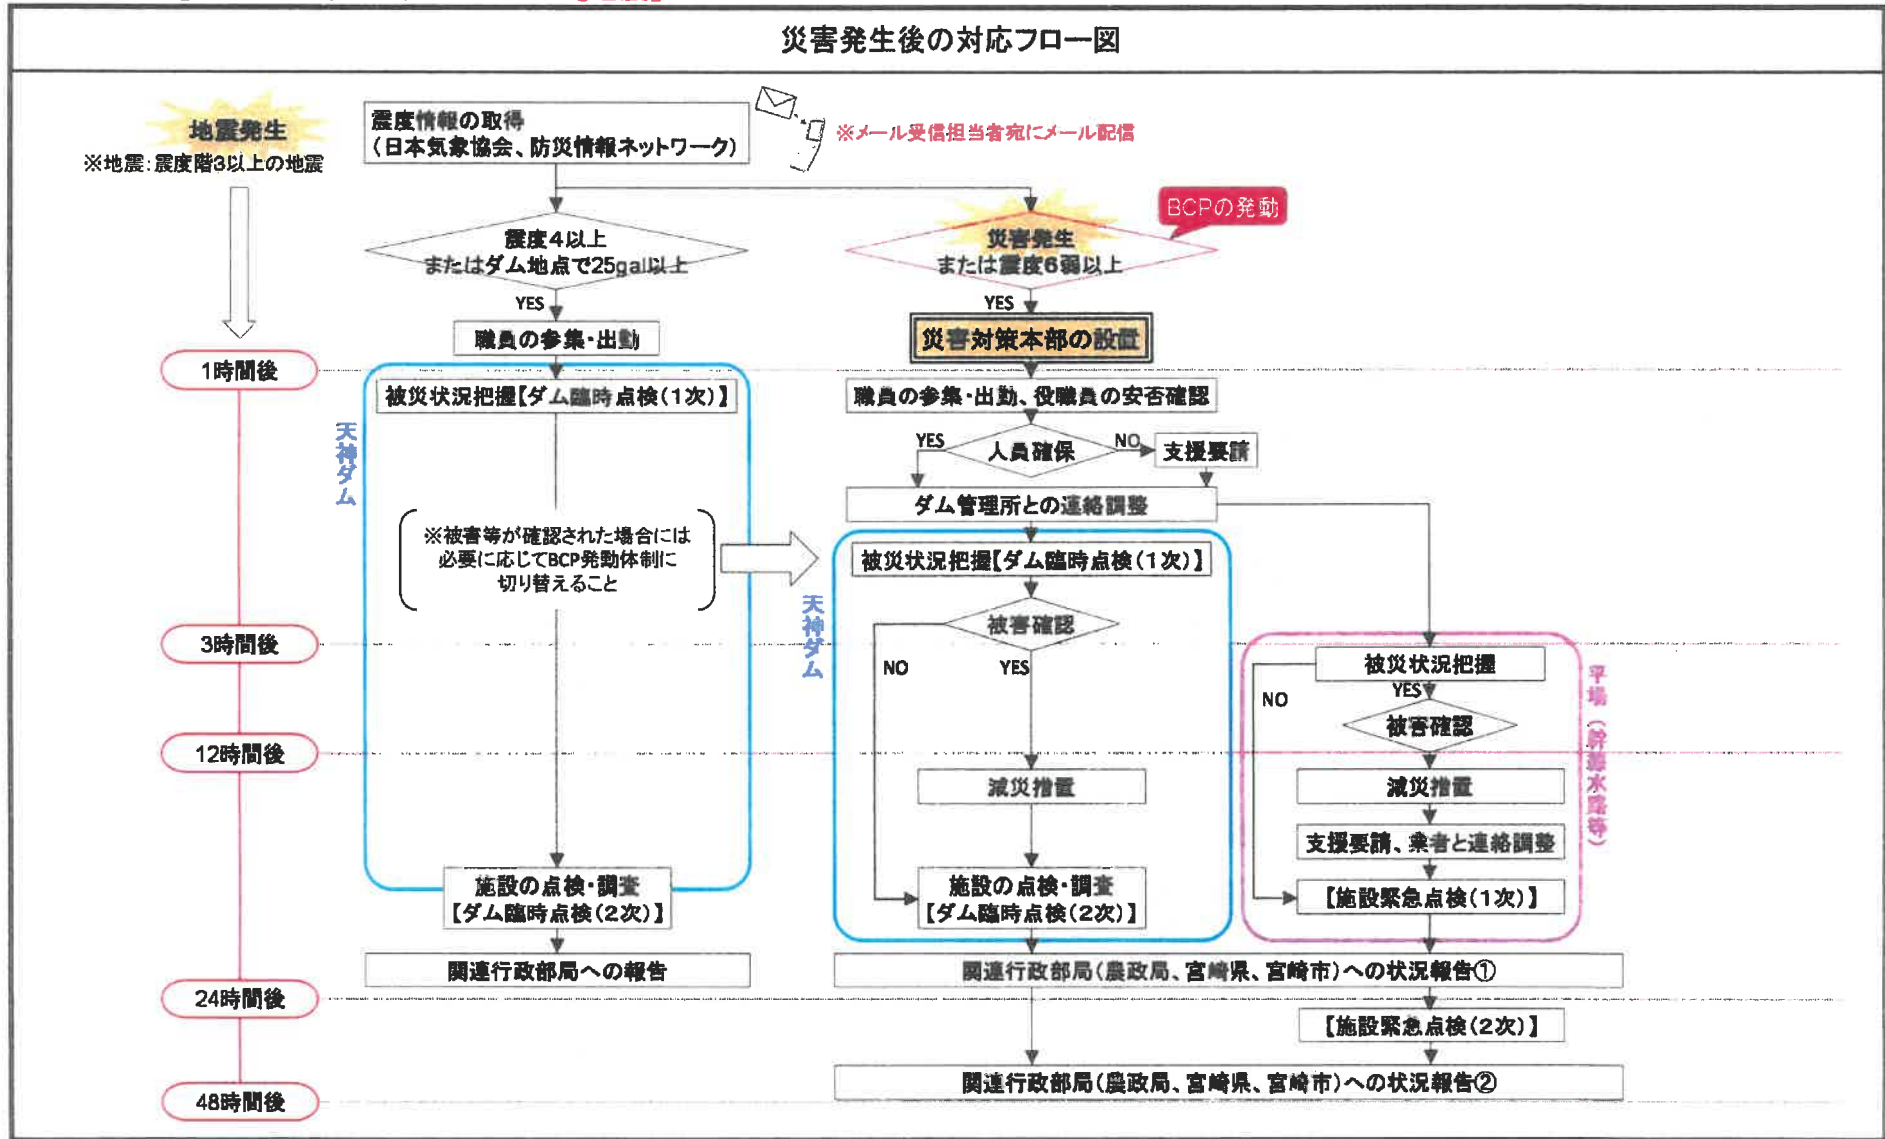 災害発生後の対応フロー図
地震発生
※地震：震度階3以上の地震
震度情報の取得
（日本気象協会、防災情報ネットワーク）
※メール受信担当者宛にメール配信
BCPの発動
震度4以上
またはダム地点で25gal以上
YES
職員の参集・出勤
災害発生
または震度6弱以上
YES
災害対策本部の設置
1時間後
天神ダム
被災状況把握【ダム臨時点検（1次）】
※被害等が確認された場合には
必要に応じてBCP発動体制に
切り替えること
職員の参集・出勤、役職員の安否確認
YES
人員確保
NO
支援要請
ダム管理所との連絡調整
天神ダム
被災状況把握【ダム臨時点検（1次）】
被害確認
NO
YES
3時間後
被災状況把握
YES
NO
被害確認
平場（幹線水路等）
12時間後
減災措置
減災措置
支援要請、業者と連絡調整
施設の点検・調査
【ダム臨時点検（2次）】
施設の点検・調査
【ダム臨時点検（2次）】
【施設緊急点検（1次）】
関連行政部局への報告
関連行政部局（農政局、宮崎県、宮崎市）への状況報告①
24時間後
【施設緊急点検（2次）】
関連行政部局（農政局、宮崎県、宮崎市）への状況報告②
48時間後